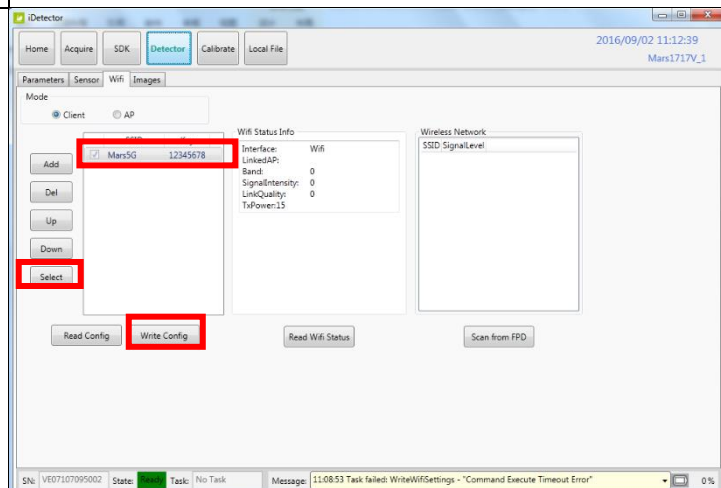 iDetector
Home Acquire SDK Detector Calibrate Local File
2016/09/02 11:12:39
Mars1717V_1
Parameters Sensor Wifi Images
Mode
Client AP
SSID
Mars5G 12345678
Add
Del
Up
Down
Select
Wifi Status Info
Interface: Wifi
LinkedAP:
Band: 0
SignalIntensity: 0
LinkQuality: 0
TxPower:15
Wireless Network
SSID SignalLevel
Read Config Write Config Read Wifi Status Scan from FPD
SN: VE07107095002 State: Ready Task: No Task Message: 11:08:53 Task failed: WriteWifiSettings - "Command Execute Timeout Error" 0%